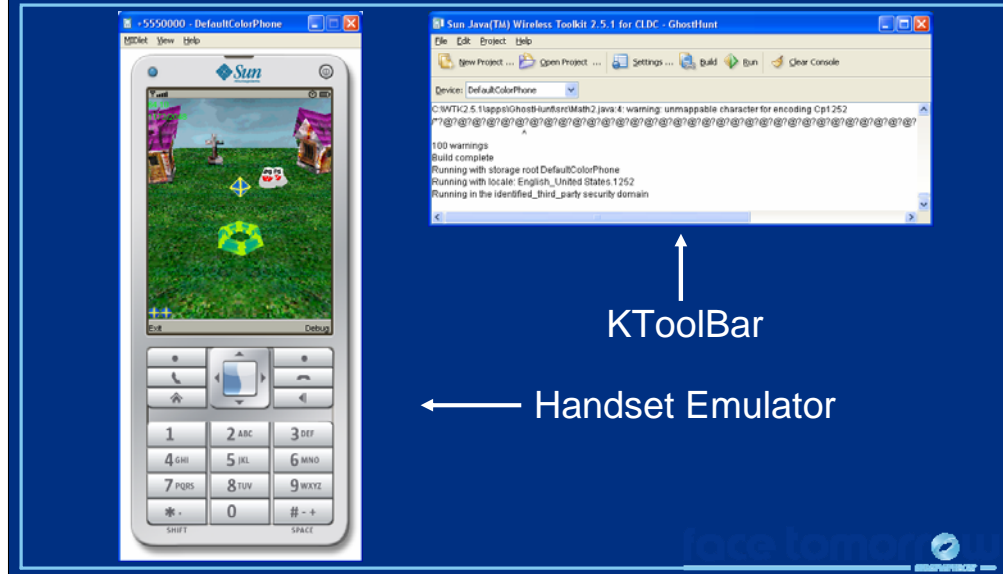 +5550000 - DefaultColorPhone
MIDlet View Help
Sun
Exit Debug
1 2 ABC 3 DEF
4 GHI 5 JKL 6 MNO
7 PQRS 8 TUV 9 WXYZ
* . 0 # - +
SHIFT SPACE
Sun Java(TM) Wireless Toolkit 2.5.1 for CLDC - GhostHunt
File Edit Project Help
New Project ... Open Project ... Settings ... Build Run Clear Console
Device: DefaultColorPhone
C:\WTK2.5.1\apps\GhostHunt\src\Math2.java:4: warning: unmappable character for encoding Cp1252
^
100 warnings
Build complete
Running with storage root DefaultColorPhone
Running with locale: English_United States.1252
Running in the identified_third_party security domain
KToolBar
Handset Emulator
face tomorrow